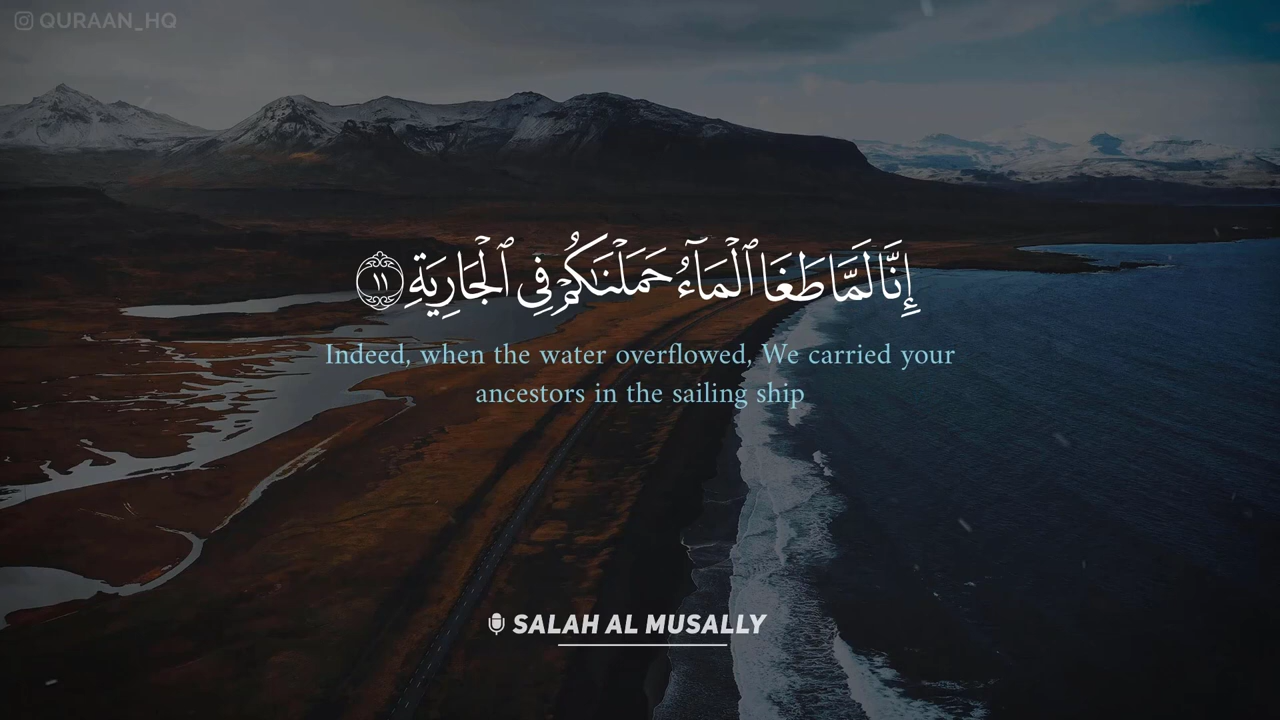 QURAAN_HQ
إِنَّا لَمَّا طَغَا ٱلْمَآءُ حَمَلْنَـٰكُمْ فِى ٱلْجَارِيَةِ ١١
Indeed, when the water overflowed, We carried your
ancestors in the sailing ship
SALAH AL MUSALLY